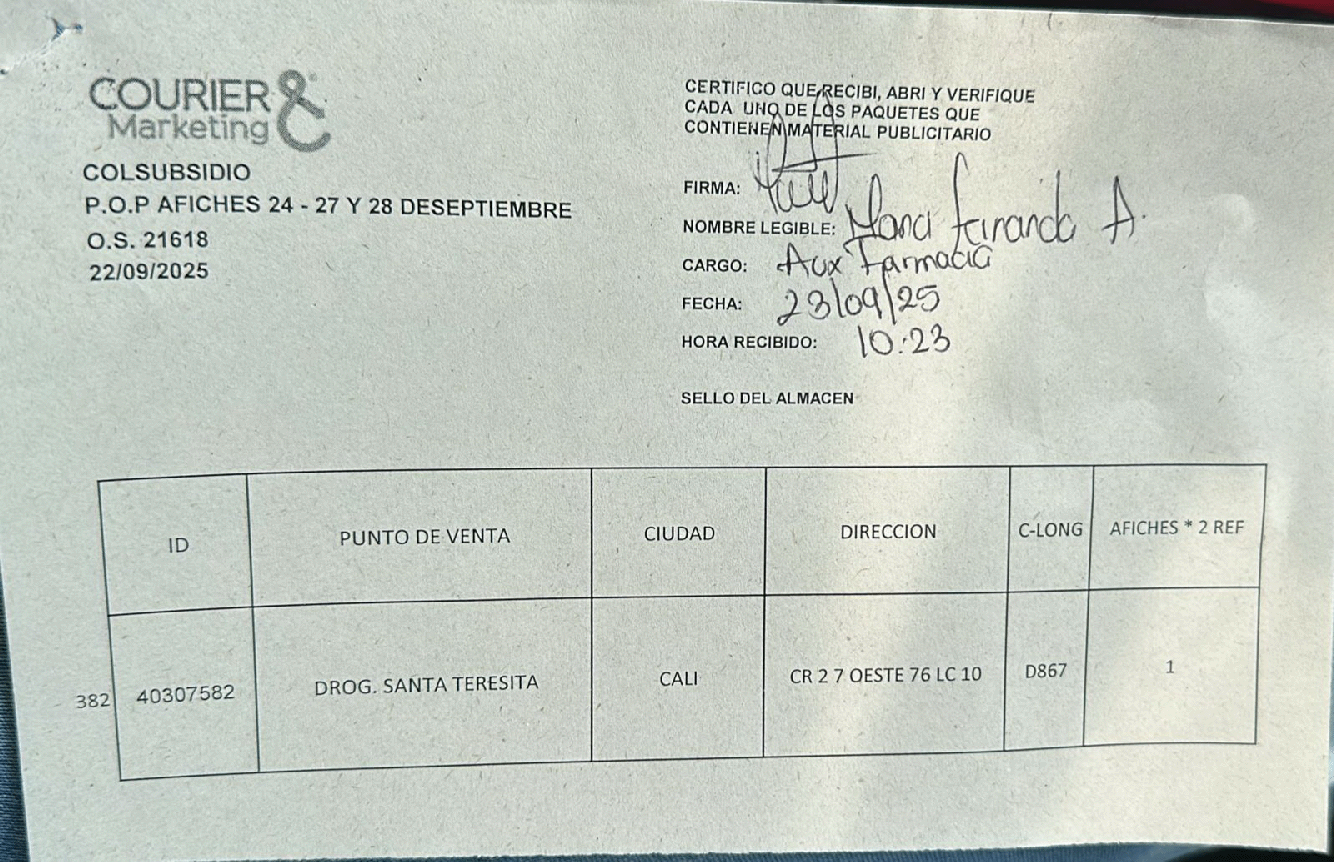 COURIER &
Marketing
COLSUBSIDIO
P.O.P AFICHES 24 - 27 Y 28 DESEPTIEMBRE
O.S. 21618
22/09/2025
CERTIFICO QUE RECIBI, ABRI Y VERIFIQUE
CADA UNO DE LOS PAQUETES QUE
CONTIENEN MATERIAL PUBLICITARIO
FIRMA:
NOMBRE LEGIBLE: Maria Fernanda A.
CARGO: Aux Farmacia
FECHA: 23/09/25
HORA RECIBIDO: 10:23
SELLO DEL ALMACEN
ID PUNTO DE VENTA CIUDAD DIRECCION C-LONG AFICHES * 2 REF
382 40307582 DROG. SANTA TERESITA CALI CR 2 7 OESTE 76 LC 10 D867 1